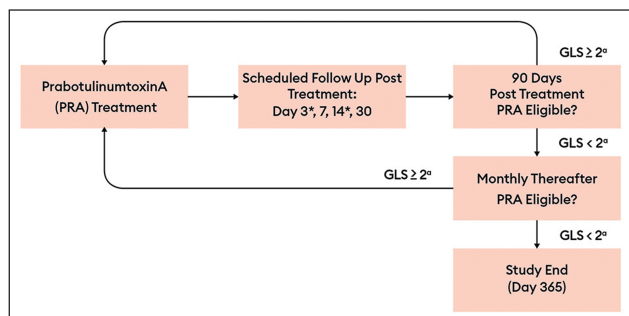 GLS ≥ 2ª
PrabotulinumtoxinA
(PRA) Treatment
Scheduled Follow Up Post
Treatment:
Day 3*, 7, 14*, 30
90 Days
Post Treatment
PRA Eligible?
GLS < 2ª
GLS ≥ 2ª
Monthly Thereafter
PRA Eligible?
GLS < 2ª
Study End
(Day 365)